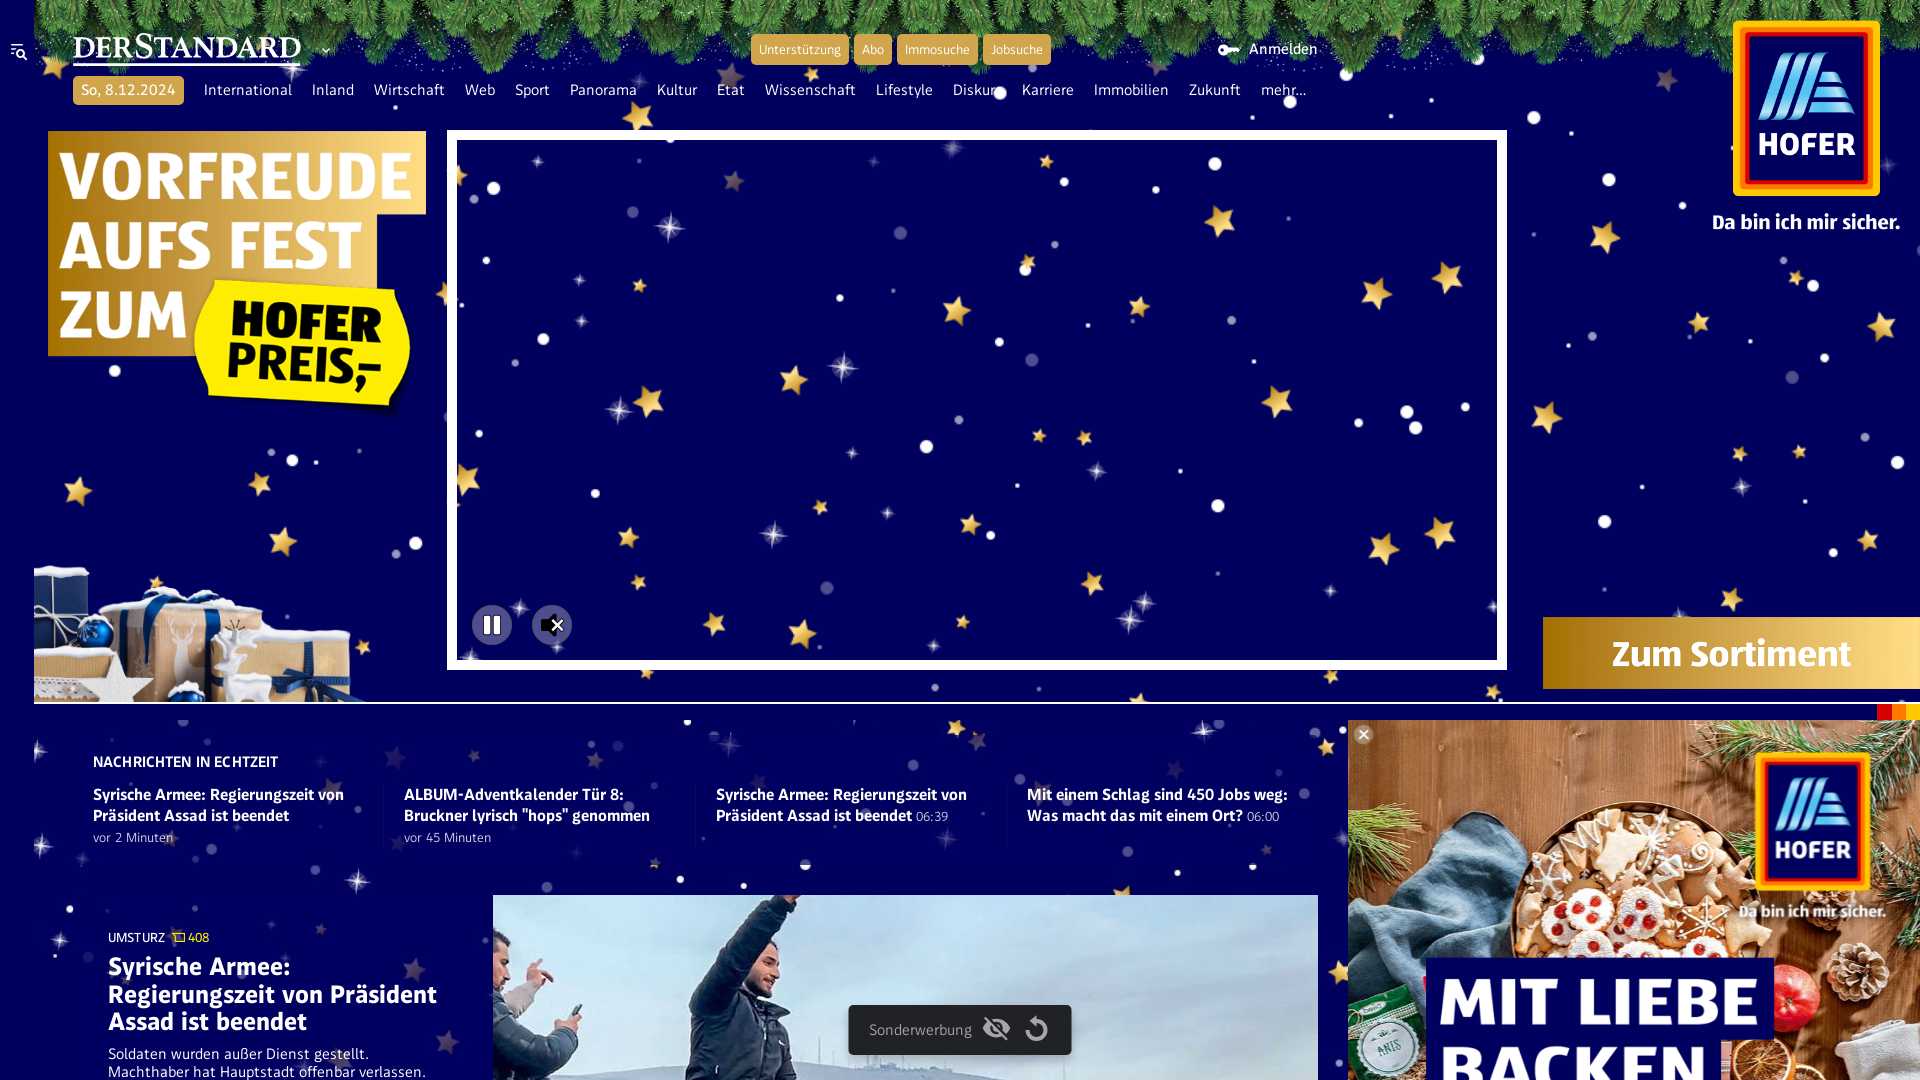 DERSTANDARD
Unterstützung
Abo
Immosuche
Jobsuche
Anmelden
So, 8.12.2024
International
Inland
Wirtschaft
Web
Sport
Panorama
Kultur
Etat
Wissenschaft
Lifestyle
Diskurs
Karriere
Immobilien
Zukunft
mehr...
VORFREUDE
AUFS FEST
ZUM
HOFER
PREIS,-
HOFER
Da bin ich mir sicher.
Zum Sortiment
NACHRICHTEN IN ECHTZEIT
Syrische Armee: Regierungszeit von
Präsident Assad ist beendet
vor 2 Minuten
ALBUM-Adventkalender Tür 8:
Bruckner lyrisch "hops" genommen
vor 45 Minuten
Syrische Armee: Regierungszeit von
Präsident Assad ist beendet 06:39
Mit einem Schlag sind 450 Jobs weg:
Was macht das mit einem Ort? 06:00
UMSTURZ 408
Syrische Armee:
Regierungszeit von Präsident
Assad ist beendet
Soldaten wurden außer Dienst gestellt.
Machthaber hat Hauptstadt offenbar verlassen.
Sonderwerbung
HOFER
Da bin ich mir sicher.
MIT LIEBE
BACKEN
ANIS